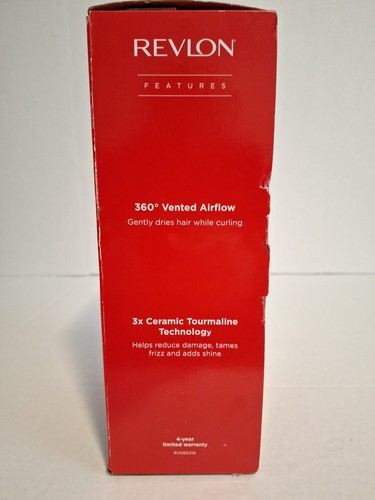 REVLON
FEATURES
360° Vented Airflow
Gently dries hair while curling
3x Ceramic Tourmaline
Technology
Helps reduce damage, tames
frizz and adds shine
4-year
limited warranty